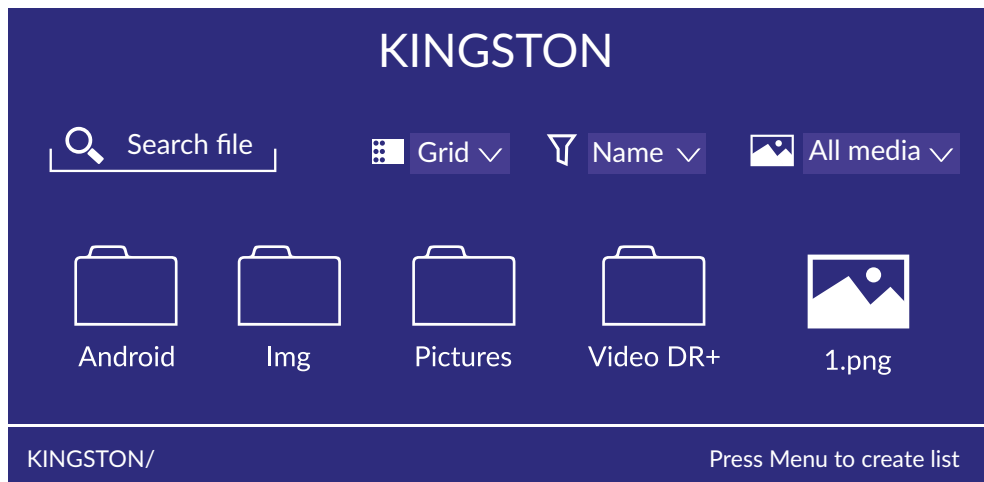 KINGSTON
Search file
Grid
Name
All media
Android
Img
Pictures
Video DR+
1.png
KINGSTON/
Press Menu to create list